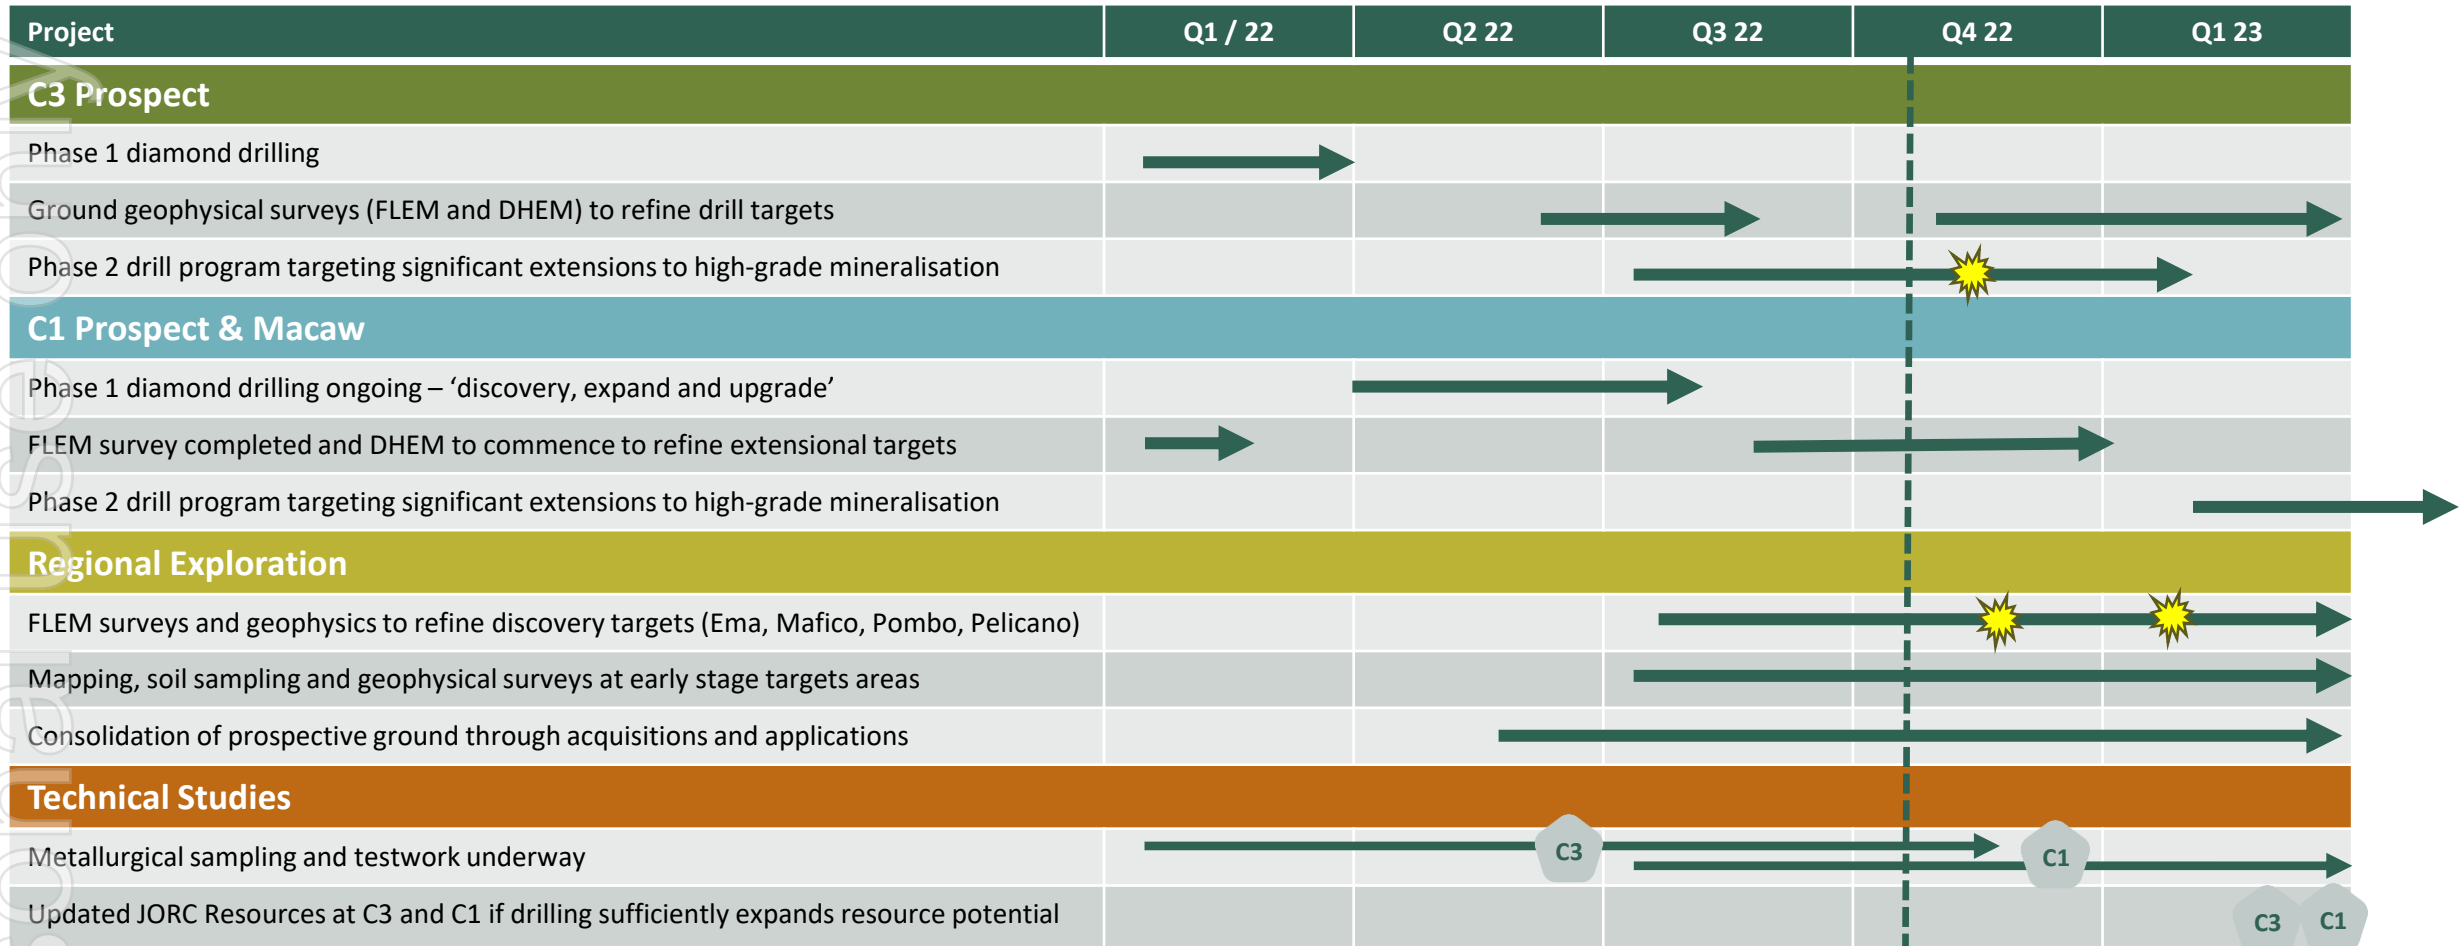 Project Q1 / 22 Q2 22 Q3 22 Q4 22 Q1 23
C3 Prospect
Phase 1 diamond drilling
Ground geophysical surveys (FLEM and DHEM) to refine drill targets
Phase 2 drill program targeting significant extensions to high-grade mineralisation
C1 Prospect & Macaw
Phase 1 diamond drilling ongoing – ‘discovery, expand and upgrade’
FLEM survey completed and DHEM to commence to refine extensional targets
Phase 2 drill program targeting significant extensions to high-grade mineralisation
Regional Exploration
FLEM surveys and geophysics to refine discovery targets (Ema, Mafico, Pombo, Pelicano)
Mapping, soil sampling and geophysical surveys at early stage targets areas
Consolidation of prospective ground through acquisitions and applications
Technical Studies
Metallurgical sampling and testwork underway C3 C1
Updated JORC Resources at C3 and C1 if drilling sufficiently expands resource potential C3 C1
use only